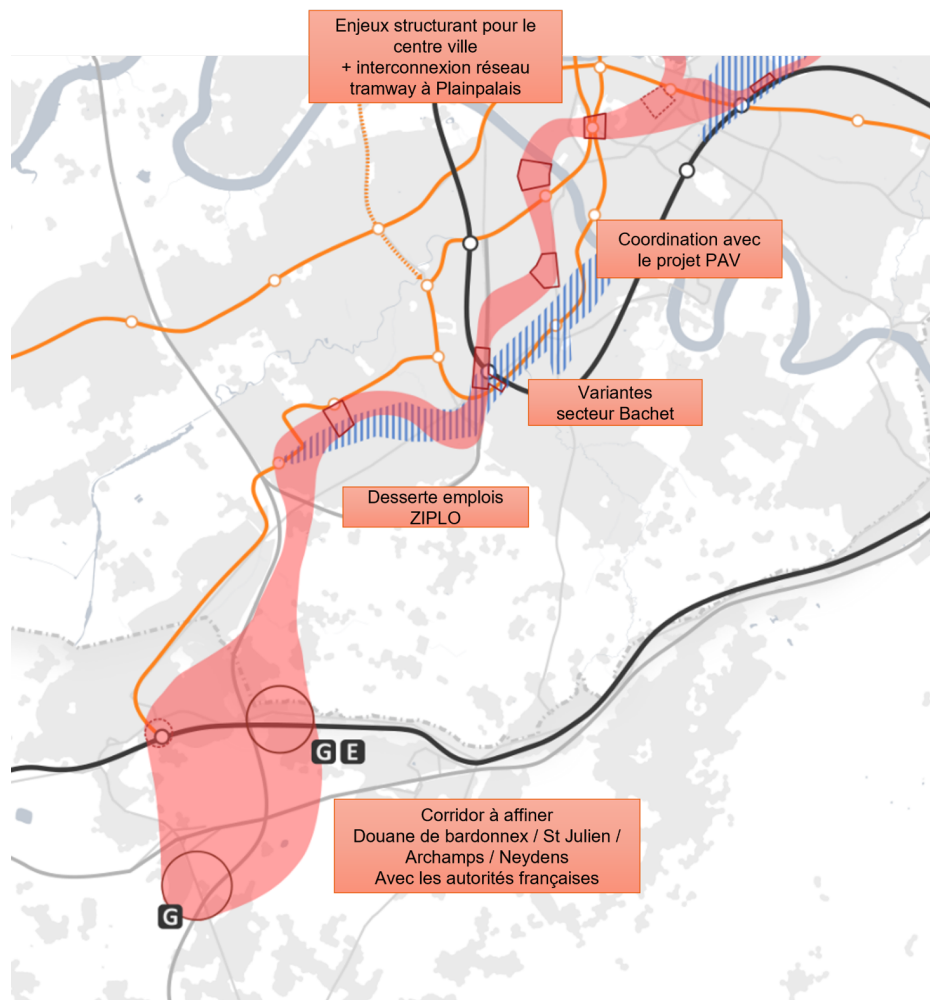 Enjeux structurant pour le
centre ville
+ interconnexion réseau
tramway à Plainpalais
Coordination avec
le projet PAV
Variantes
secteur Bachet
Desserte emplois
ZIPLO
G E
Corridor à affiner
Douane de bardonnex / St Julien /
Archamps / Neydens
Avec les autorités françaises
G